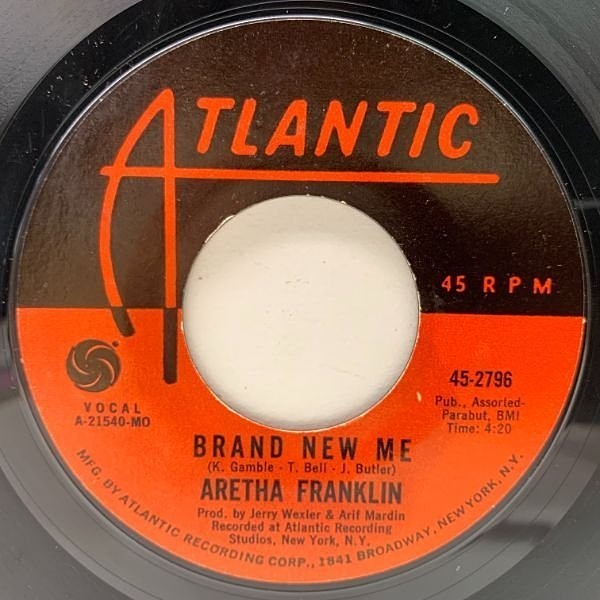 ATLANTIC
45 RPM
VOCAL
A-21540-MO
45-2796
Pub., Assorted-
Parabut, BMI
Time: 4:20
BRAND NEW ME
(K. Gamble - T. Bell - J. Butler)
ARETHA FRANKLIN
Prod. by Jerry Wexler & Arif Mardin
Recorded at Atlantic Recording
Studios, New York, N.Y.
MFG. BY ATLANTIC RECORDING CORP., 1841 BROADWAY, NEW YORK, N.Y.